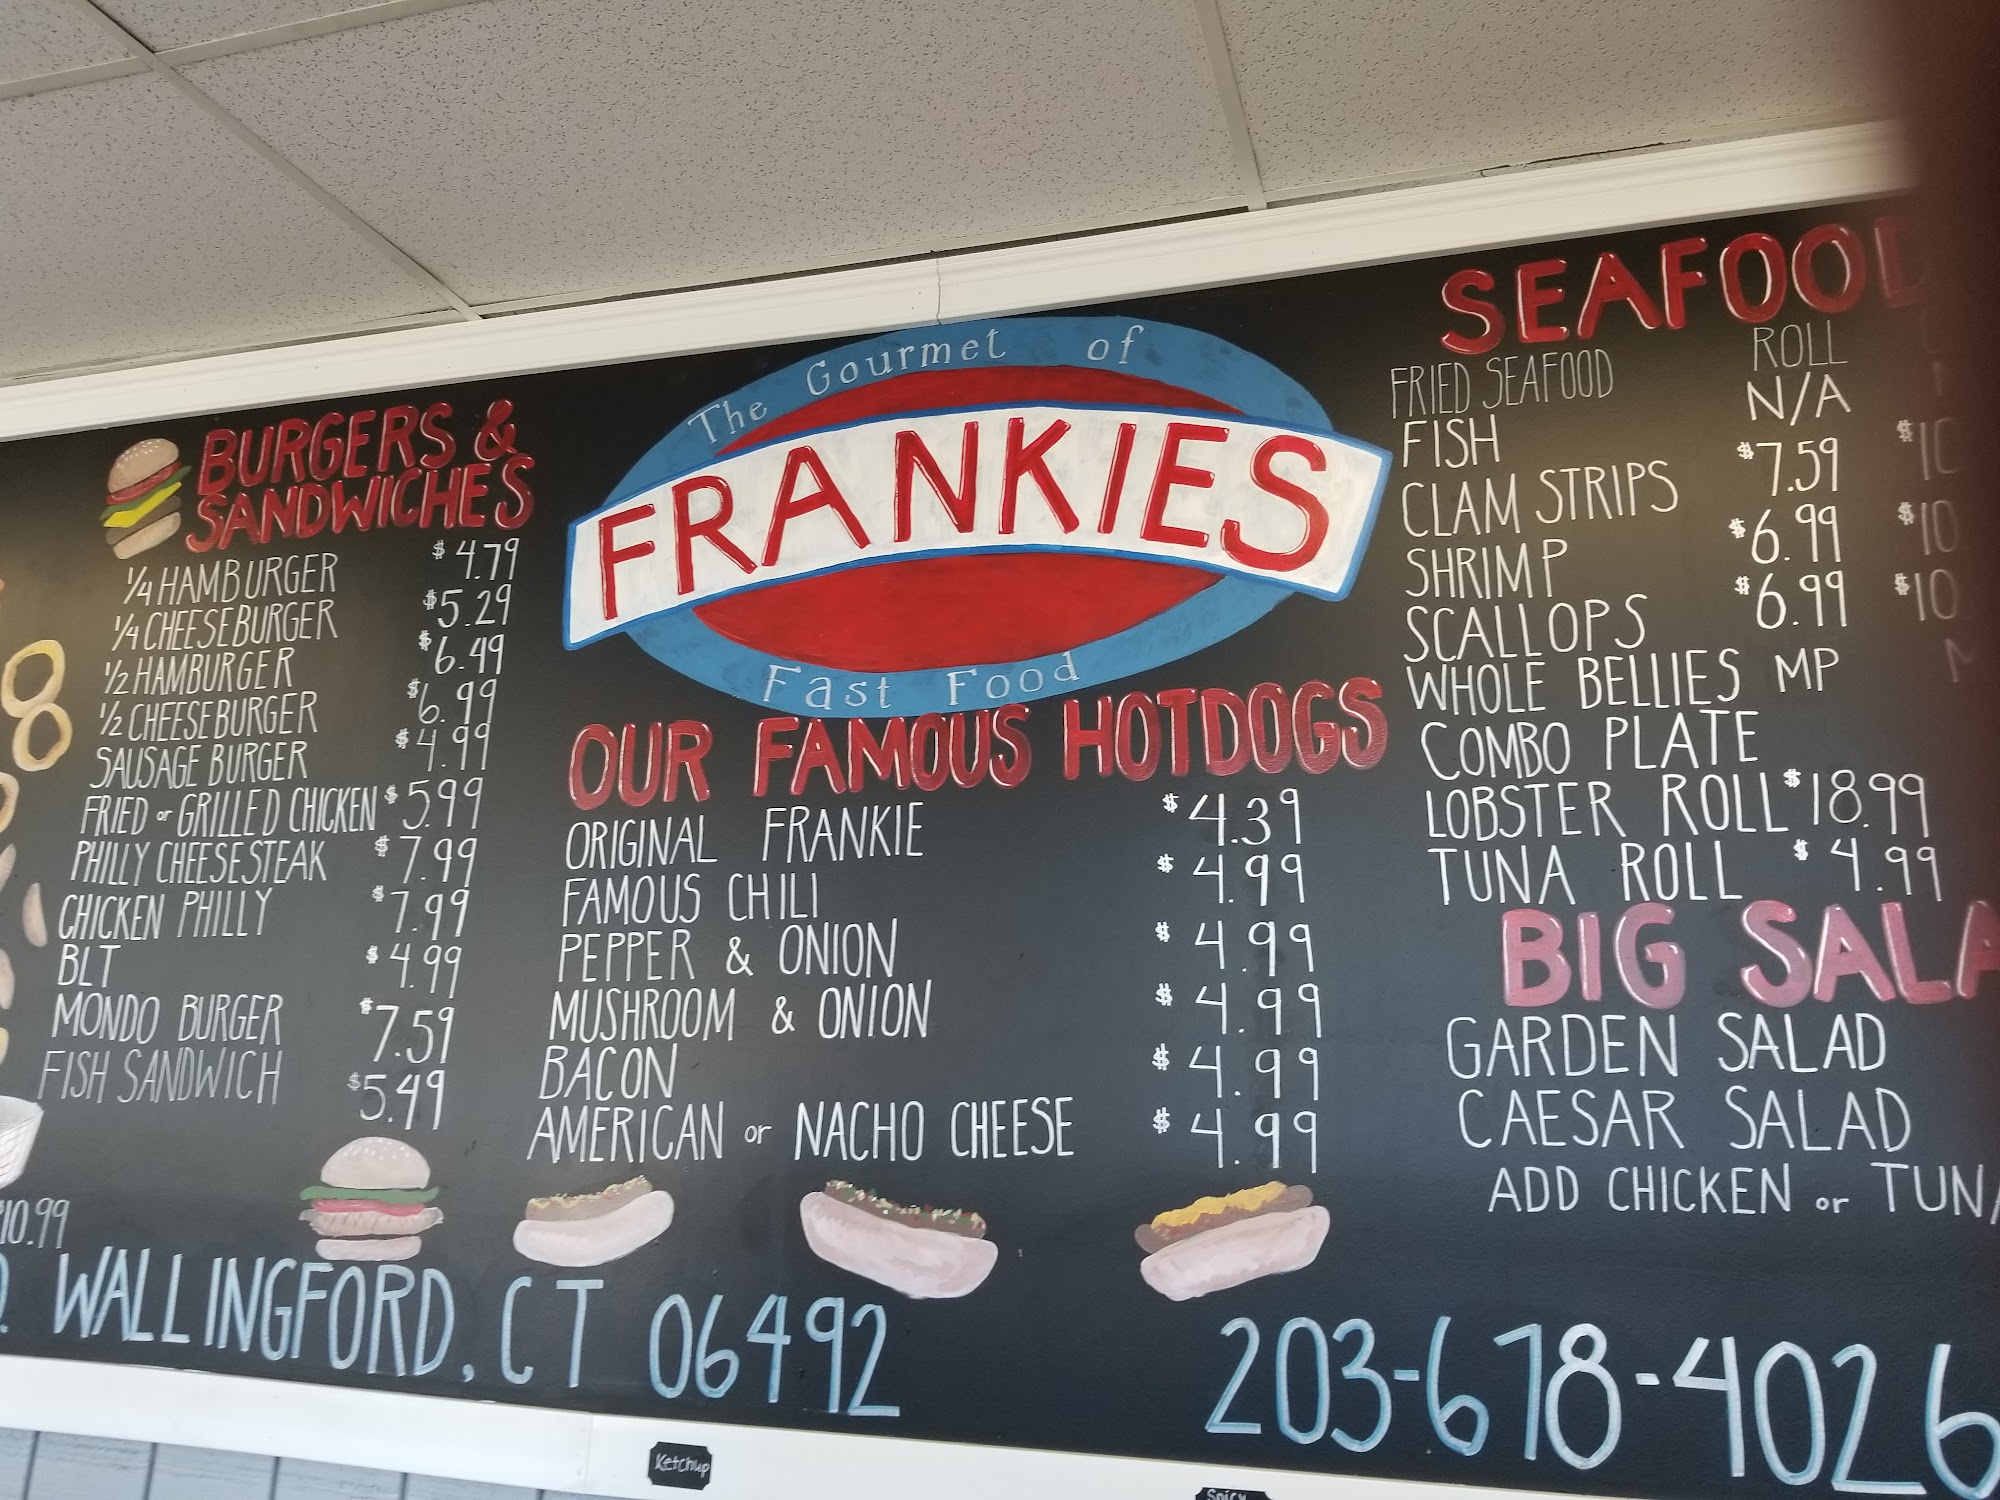 The Gourmet of
FRANKIES
Fast Food
BURGERS &
SANDWICHES
1/4 HAMBURGER $4.79
1/4 CHEESEBURGER $5.29
1/2 HAMBURGER $6.49
1/2 CHEESEBURGER $6.99
SAUSAGE BURGER $4.99
FRIED or GRILLED CHICKEN $5.99
PHILLY CHEESESTEAK $7.99
CHICKEN PHILLY $7.99
BLT $4.99
MONDO BURGER $7.59
FISH SANDWICH $5.49
OUR FAMOUS HOTDOGS
ORIGINAL FRANKIE $4.39
FAMOUS CHILI $4.99
PEPPER & ONION $4.99
MUSHROOM & ONION $4.99
BACON $4.99
AMERICAN or NACHO CHEESE $4.99
SEAFOOD
FRIED SEAFOOD ROLL
FISH N/A
CLAM STRIPS $7.59
SHRIMP $6.99
SCALLOPS $6.99
WHOLE BELLIES MP
COMBO PLATE
LOBSTER ROLL $18.99
TUNA ROLL $4.99
BIG SALA
GARDEN SALAD
CAESAR SALAD
ADD CHICKEN or TUNA
$10.99
WALLINGFORD, CT 06492
203-678-4026
Ketchup
Spicy